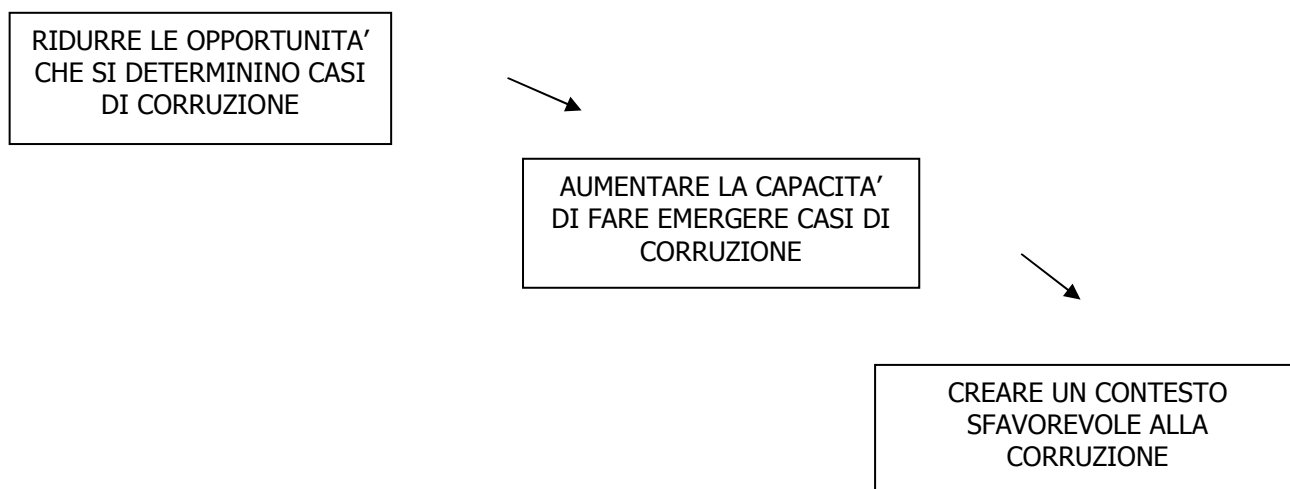 RIDURRE LE OPPORTUNITA’
CHE SI DETERMININO CASI
DI CORRUZIONE
AUMENTARE LA CAPACITA’
DI FARE EMERGERE CASI DI
CORRUZIONE
CREARE UN CONTESTO
SFAVOREVOLE ALLA
CORRUZIONE